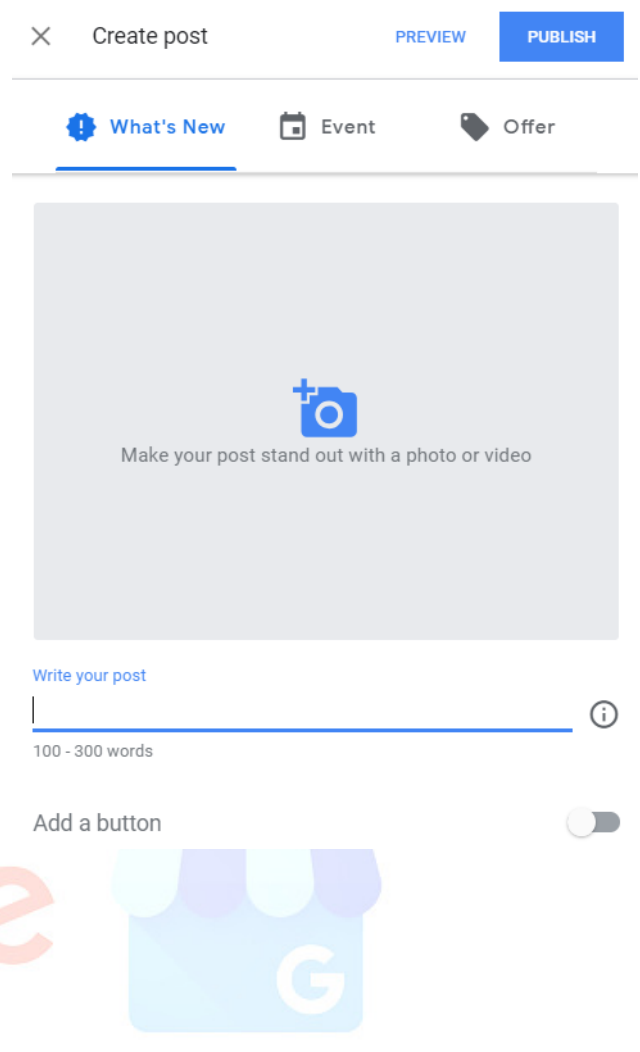 Create post PREVIEW PUBLISH
What's New Event Offer
Make your post stand out with a photo or video
Write your post
100 - 300 words
Add a button
e
G